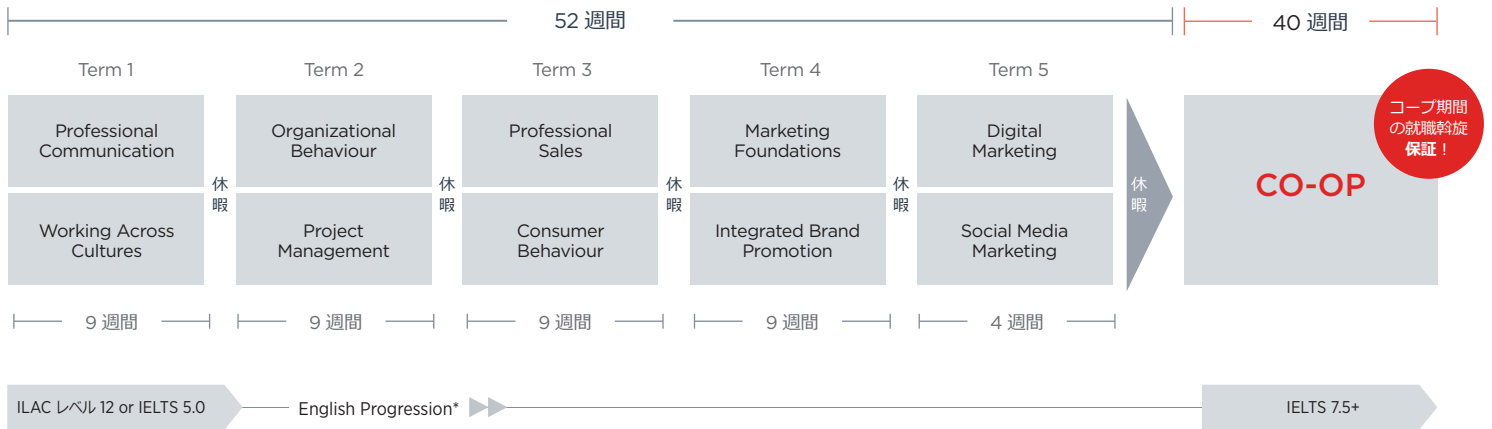 52 週間
40 週間
Term 1
Term 2
Term 3
Term 4
Term 5
Professional
Communication
Working Across
Cultures
休
暇
Organizational
Behaviour
Project
Management
休
暇
Professional
Sales
Consumer
Behaviour
休
暇
Marketing
Foundations
Integrated Brand
Promotion
休
暇
Digital
Marketing
Social Media
Marketing
休
暇
CO-OP
コープ期間
の就職斡旋
保証！
9 週間
9 週間
9 週間
9 週間
4 週間
ILAC レベル 12 or IELTS 5.0
English Progression*
IELTS 7.5+